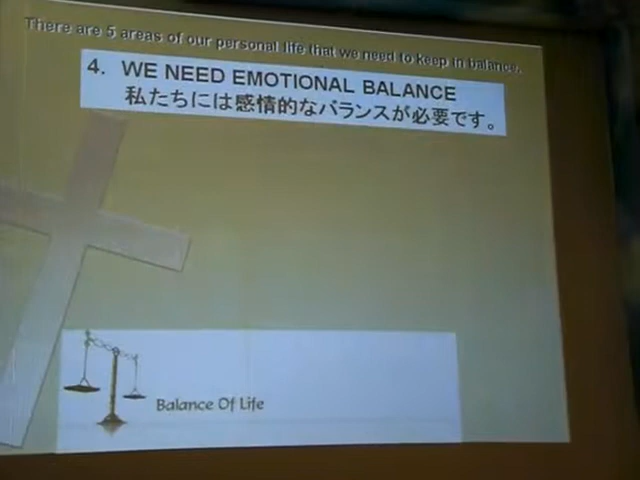 There are 5 areas of our personal life that we need to keep in balance.
4. WE NEED EMOTIONAL BALANCE
私たちには感情的なバランスが必要です。
Balance Of Life